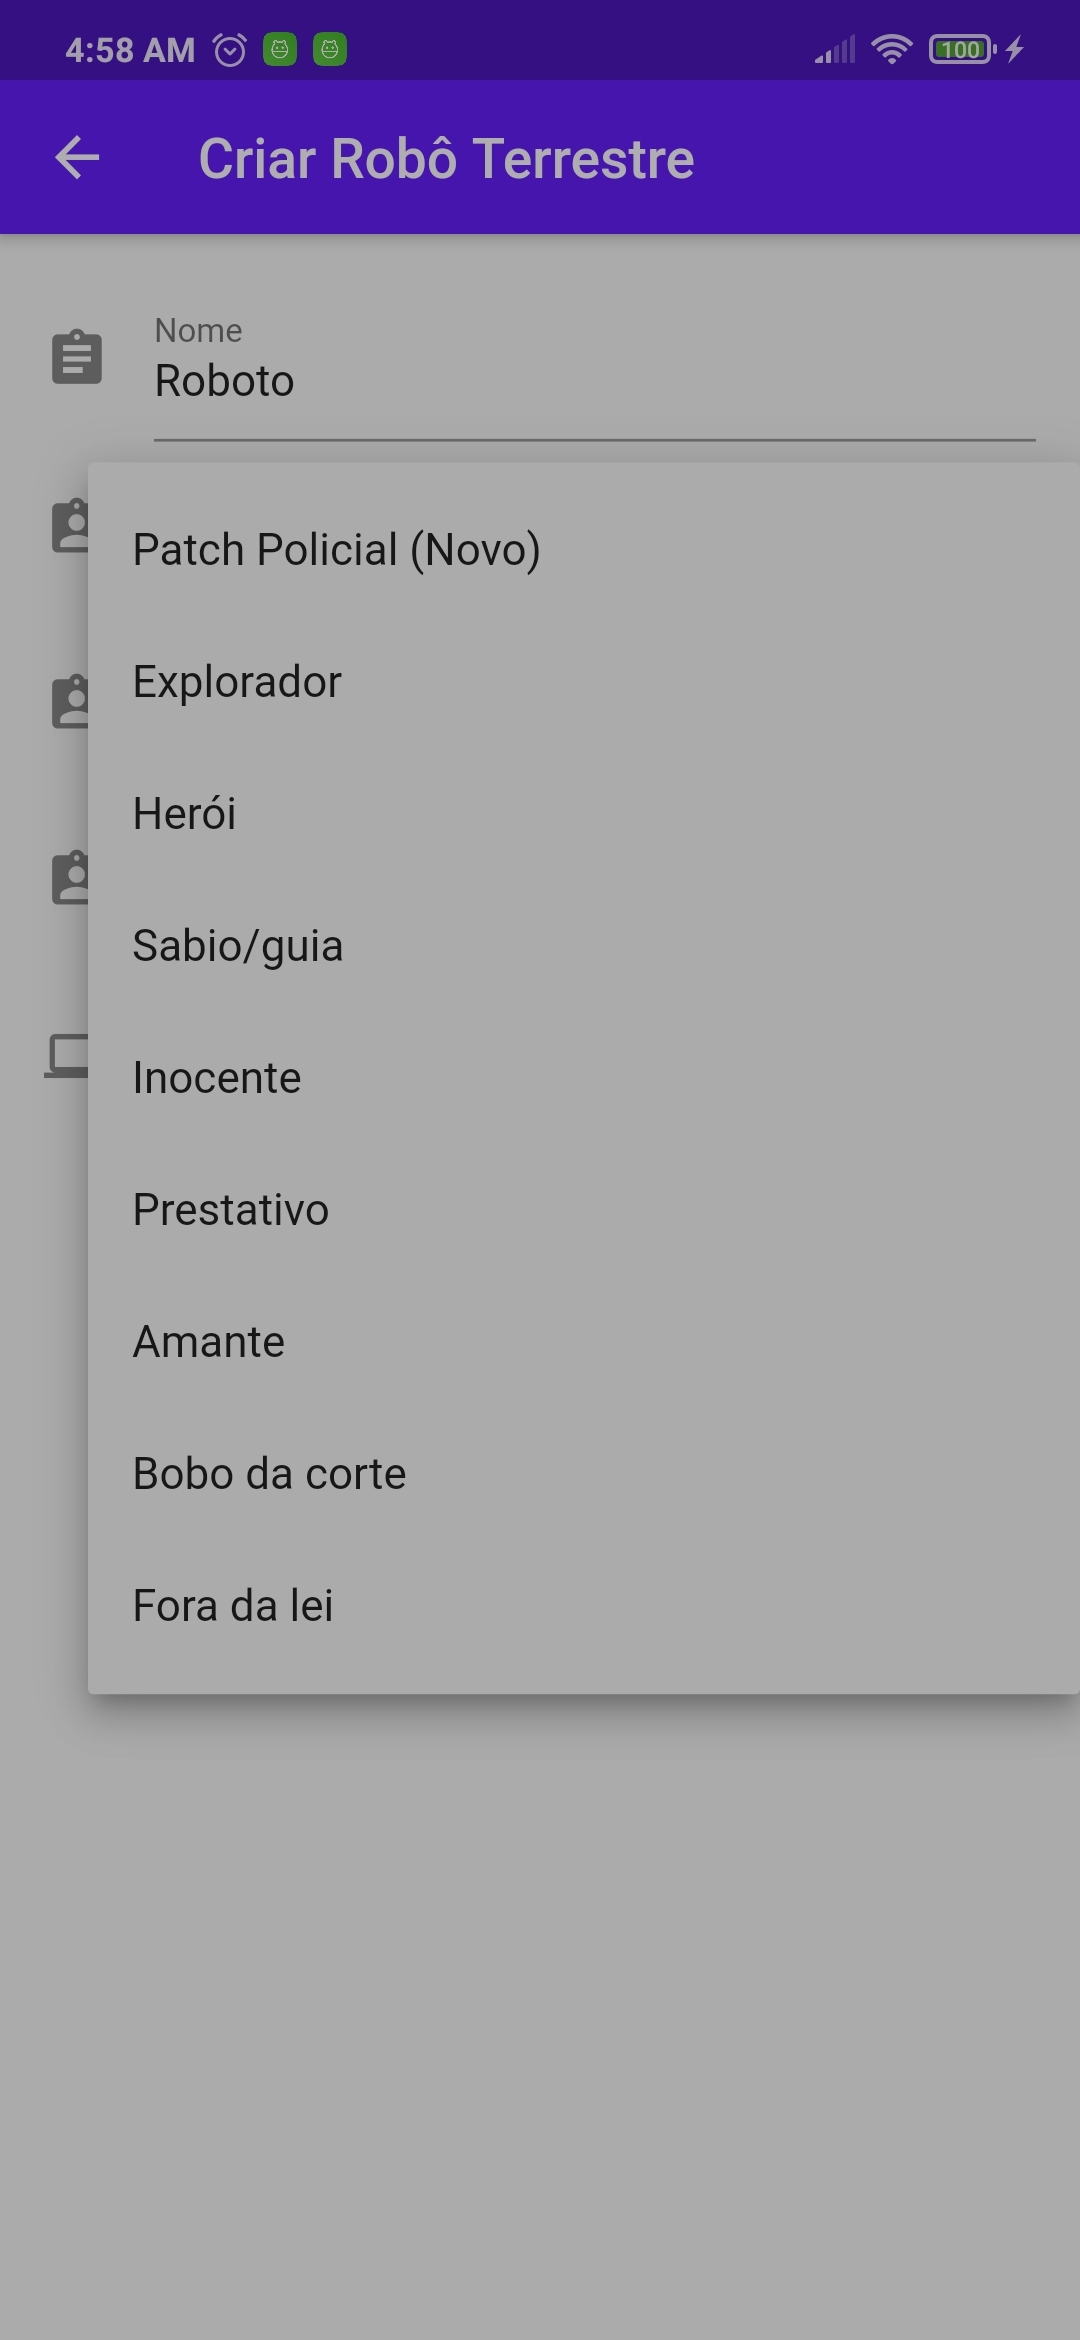 4:58 AM
100
Criar Robô Terrestre
Nome
Roboto
Patch Policial (Novo)
Explorador
Herói
Sabio/guia
Inocente
Prestativo
Amante
Bobo da corte
Fora da lei